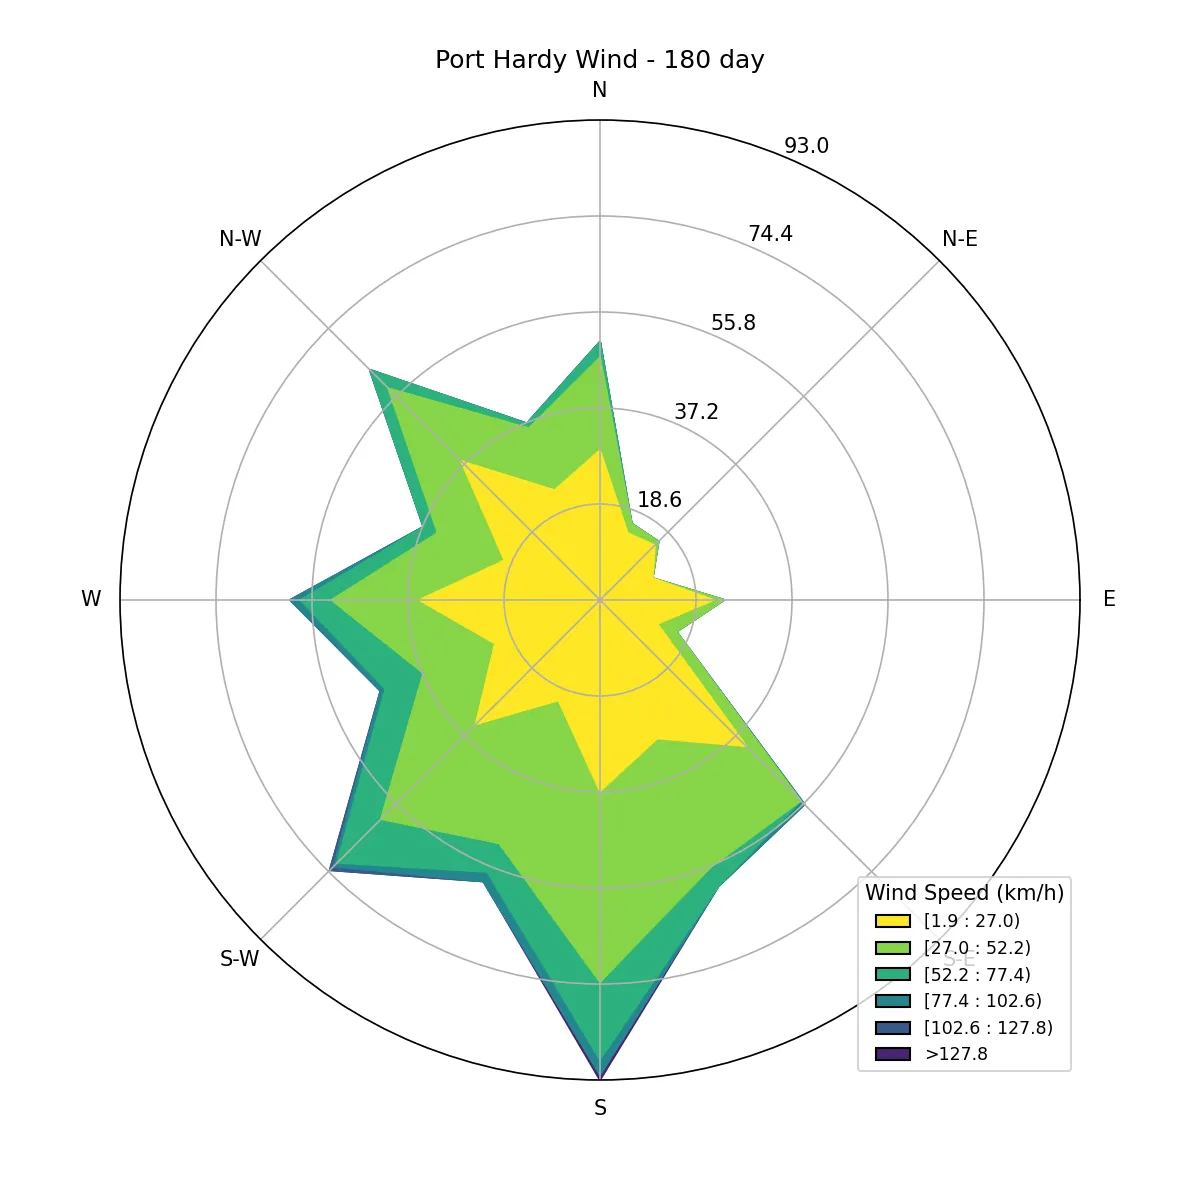 Port Hardy Wind - 180 day
N
93.0
N-W
74.4
N-E
55.8
37.2
18.6
W
E
S-W
S-E
S
Wind Speed (km/h)
[1.9 : 27.0)
[27.0 : 52.2)
[52.2 : 77.4)
[77.4 : 102.6)
[102.6 : 127.8)
>127.8